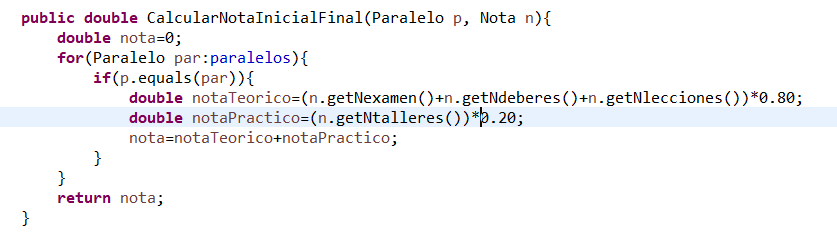 public double CalcularNotaInicialFinal(Paralelo p, Nota n){
double nota=0;
for(Paralelo par:paralelos){
if(p.equals(par)){
double notaTeorico=(n.getNexamen()+n.getNdeberes()+n.getNlecciones())*0.80;
double notaPractico=(n.getNtalleres())*0.20;
nota=notaTeorico+notaPractico;
}
}
return nota;
}